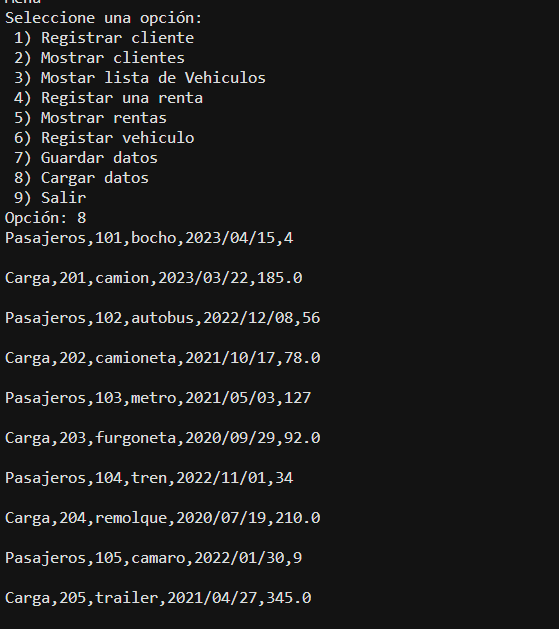 Menu
Seleccione una opción:
1) Registrar cliente
2) Mostrar clientes
3) Mostar lista de Vehiculos
4) Registar una renta
5) Mostrar rentas
6) Registar vehiculo
7) Guardar datos
8) Cargar datos
9) Salir
Opción: 8
Pasajeros,101,bocho,2023/04/15,4
Carga,201,camion,2023/03/22,185.0
Pasajeros,102,autobus,2022/12/08,56
Carga,202,camioneta,2021/10/17,78.0
Pasajeros,103,metro,2021/05/03,127
Carga,203,furgoneta,2020/09/29,92.0
Pasajeros,104,tren,2022/11/01,34
Carga,204,remolque,2020/07/19,210.0
Pasajeros,105,camaro,2022/01/30,9
Carga,205,trailer,2021/04/27,345.0